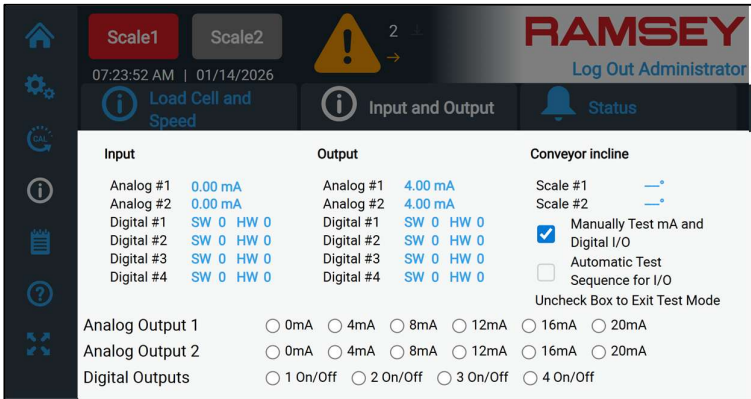 Scale1 Scale2 2 RAMSEY
07:23:52 AM | 01/14/2026 Log Out Administrator
CAL
Load Cell and Speed Input and Output Status
Input Output Conveyor incline
Analog #1 0.00 mA Analog #1 4.00 mA Scale #1 —°
Analog #2 0.00 mA Analog #2 4.00 mA Scale #2 —°
Digital #1 SW 0 HW 0 Digital #1 SW 0 HW 0 Manually Test mA and
Digital #2 SW 0 HW 0 Digital #2 SW 0 HW 0 Digital I/O
Digital #3 SW 0 HW 0 Digital #3 SW 0 HW 0 Automatic Test
Digital #4 SW 0 HW 0 Digital #4 SW 0 HW 0 Sequence for I/O
Uncheck Box to Exit Test Mode
Analog Output 1 0mA 4mA 8mA 12mA 16mA 20mA
Analog Output 2 0mA 4mA 8mA 12mA 16mA 20mA
Digital Outputs 1 On/Off 2 On/Off 3 On/Off 4 On/Off